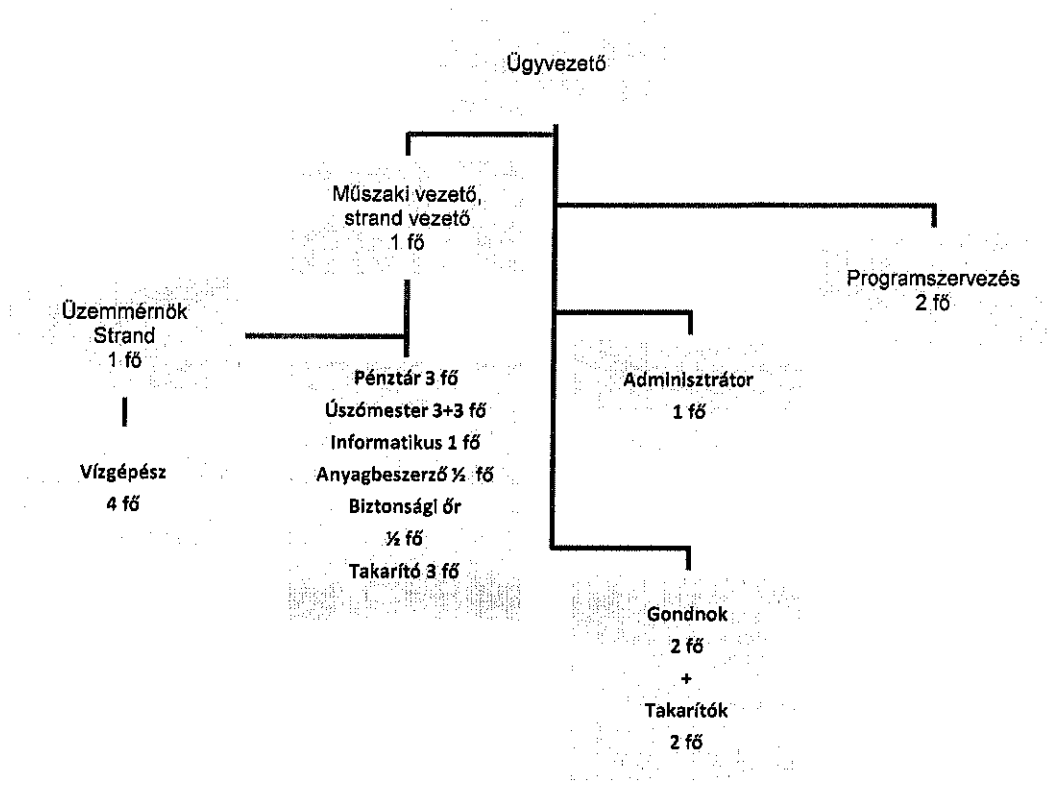 Ügyvezető
Műszaki vezető,
strand vezető
1 fő
Programszervezés
2 fő
Üzemmérnök
Strand
1 fő
Pénztár 3 fő
Úszómester 3+3 fő
Informatikus 1 fő
Anyagbeszerző ½ fő
Biztonsági őr
½ fő
Takarító 3 fő
Adminisztrátor
1 fő
Vízgépész
4 fő
Gondnok
2 fő
+
Takarítók
2 fő